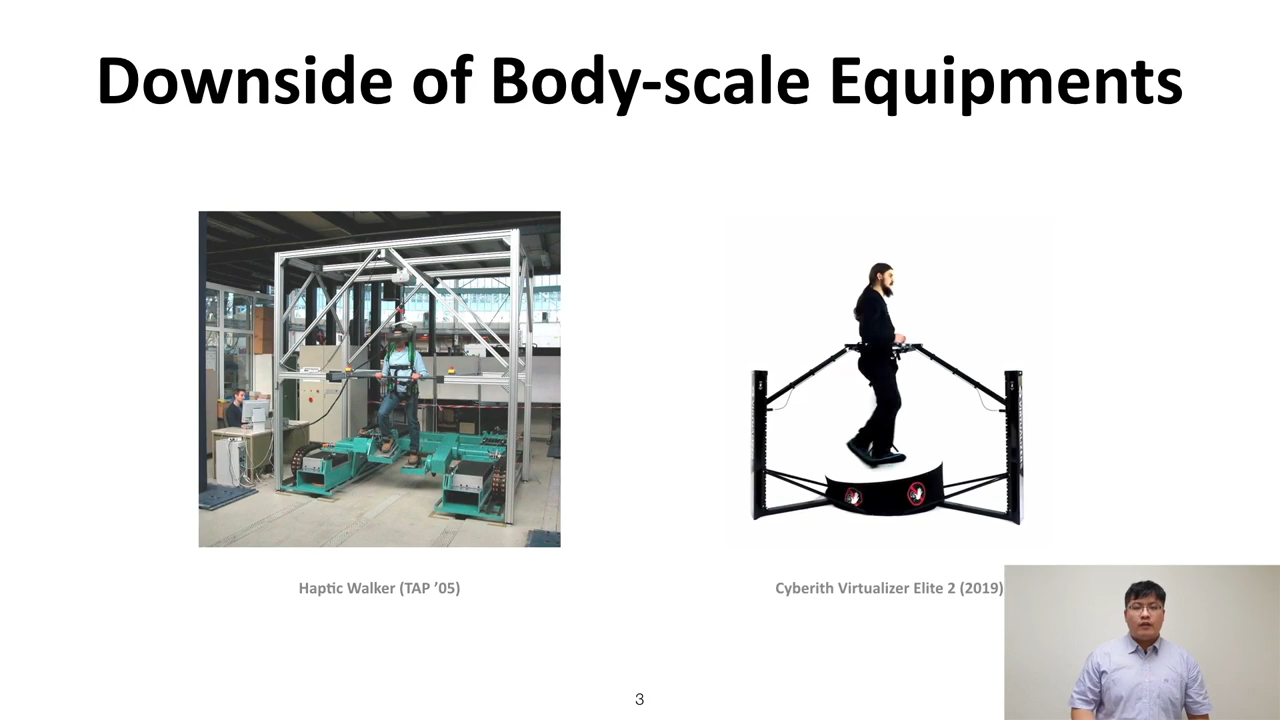 Downside of Body-scale Equipments
Haptic Walker (TAP ’05)
Cyberith Virtualizer Elite 2 (2019)
3